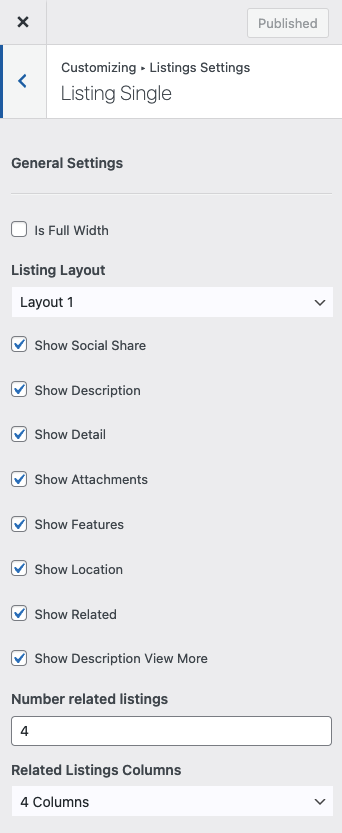 Published
Customizing ▸ Listings Settings
Listing Single
General Settings
Is Full Width
Listing Layout
Layout 1
Show Social Share
Show Description
Show Detail
Show Attachments
Show Features
Show Location
Show Related
Show Description View More
Number related listings
4
Related Listings Columns
4 Columns